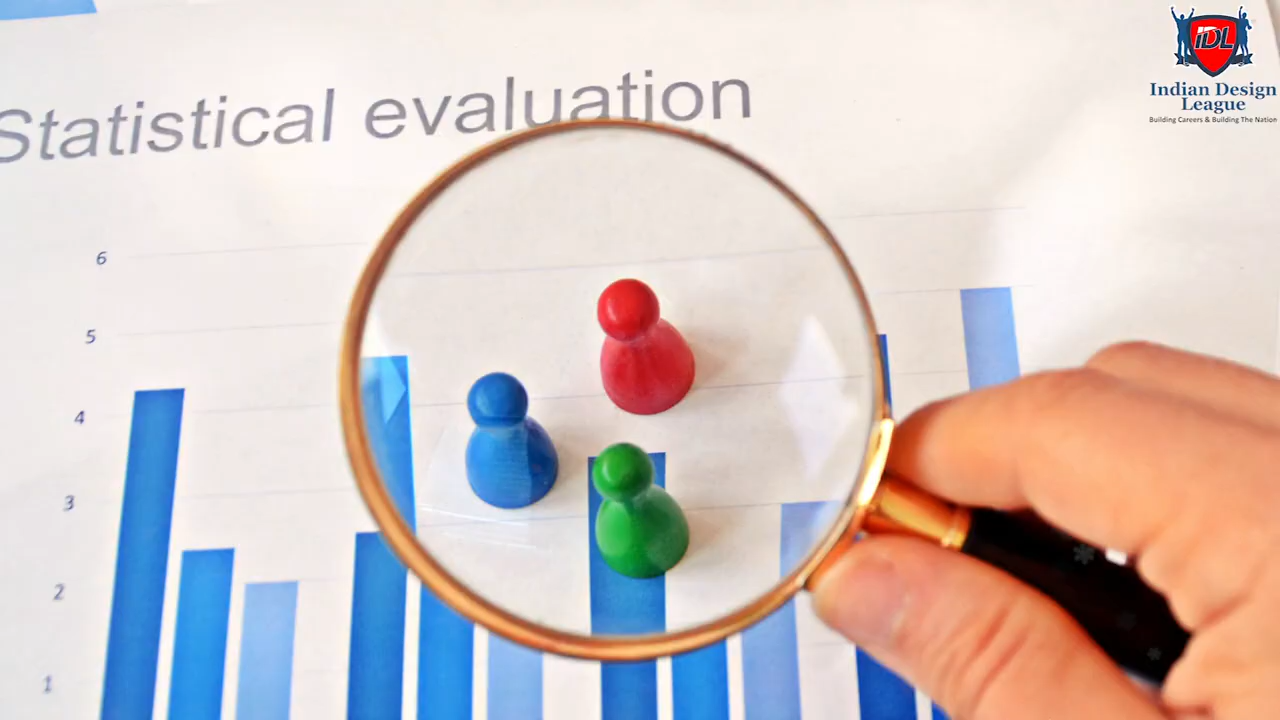 Statistical evaluation
6
5
4
3
2
1
IDL
Indian Design
League
Building Careers & Building The Nation